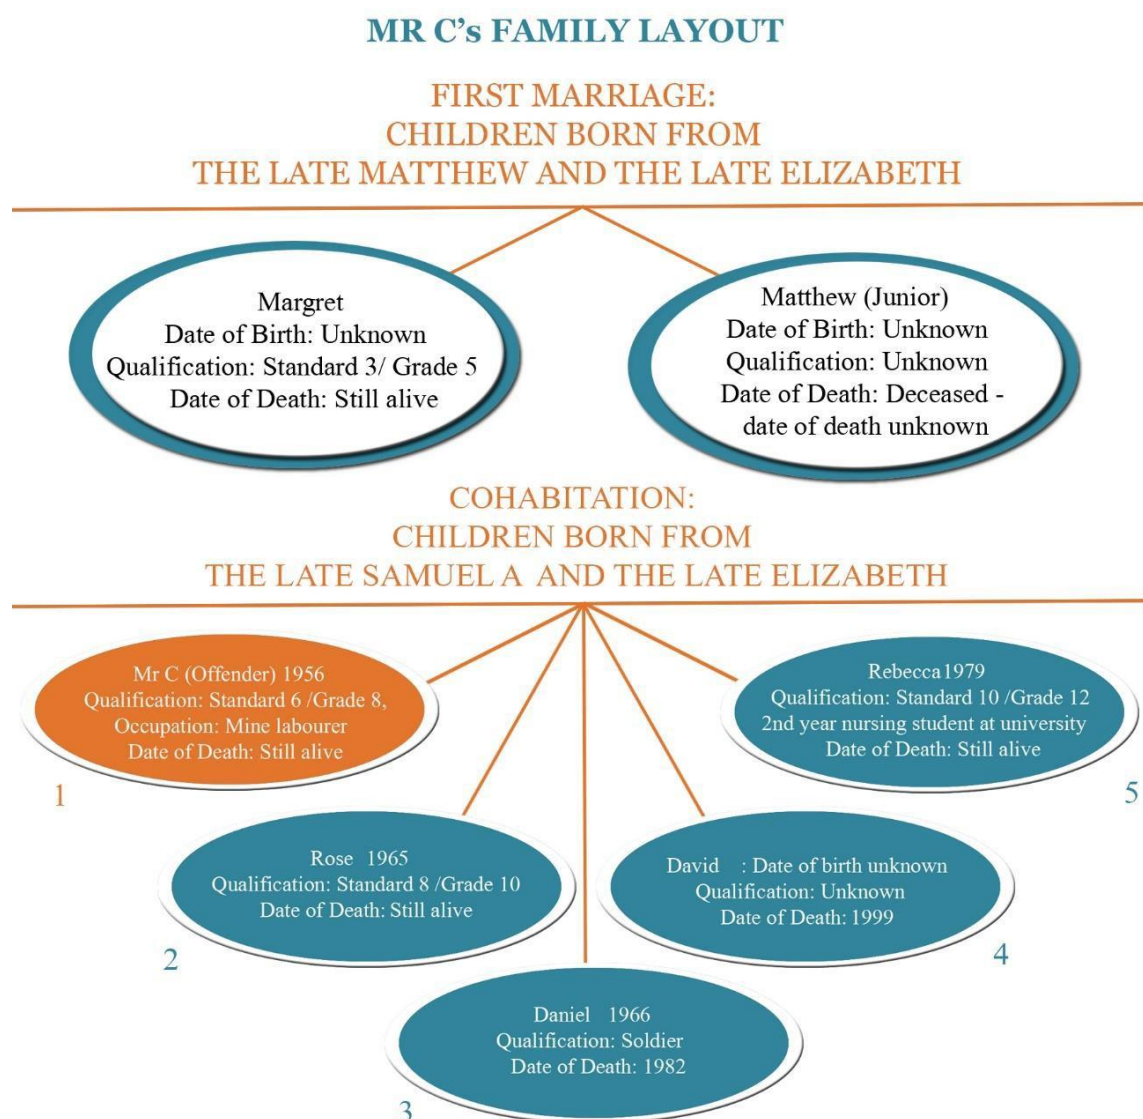 MR C's FAMILY LAYOUT
FIRST MARRIAGE:
CHILDREN BORN FROM
THE LATE MATTHEW AND THE LATE ELIZABETH
Margret
Date of Birth: Unknown
Qualification: Standard 3/ Grade 5
Date of Death: Still alive
Matthew (Junior)
Date of Birth: Unknown
Qualification: Unknown
Date of Death: Deceased -
date of death unknown
COHABITATION:
CHILDREN BORN FROM
THE LATE SAMUEL A AND THE LATE ELIZABETH
Mr C (Offender) 1956
Qualification: Standard 6 /Grade 8,
Occupation: Mine labourer
Date of Death: Still alive
1
Rose 1965
Qualification: Standard 8 /Grade 10
Date of Death: Still alive
2
Daniel 1966
Qualification: Soldier
Date of Death: 1982
3
David : Date of birth unknown
Qualification: Unknown
Date of Death: 1999
4
Rebecca 1979
Qualification: Standard 10 /Grade 12
2nd year nursing student at university
Date of Death: Still alive
5